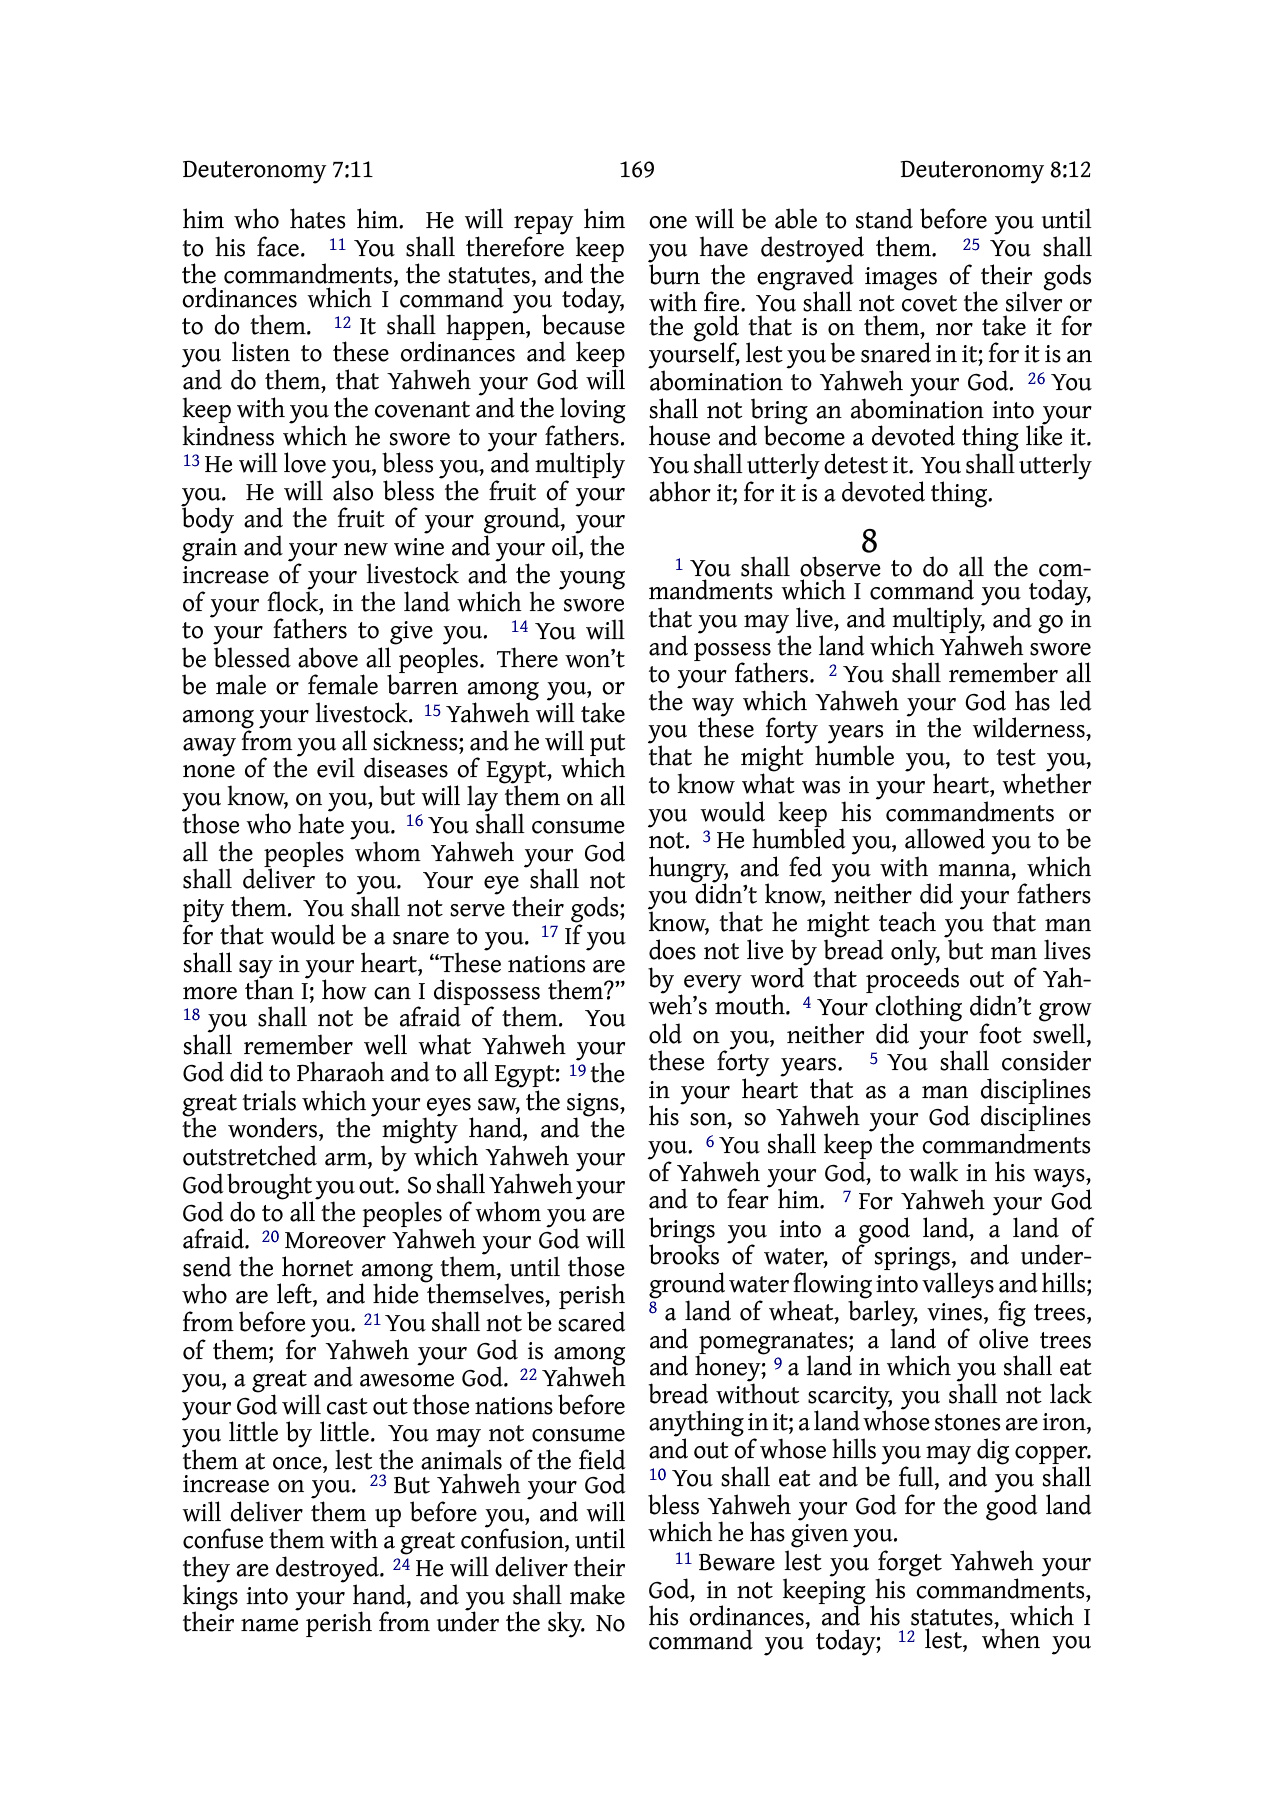 Deuteronomy 7:11
169
Deuteronomy 8:12
him who hates him. He will repay him
to his face. 11 You shall therefore keep
the commandments, the statutes, and the
ordinances which I command you today,
to do them. 12 It shall happen, because
you listen to these ordinances and keep
and do them, that Yahweh your God will
keep with you the covenant and the loving
kindness which he swore to your fathers.
13 He will love you, bless you, and multiply
you. He will also bless the fruit of your
body and the fruit of your ground, your
grain and your new wine and your oil, the
increase of your livestock and the young
of your flock, in the land which he swore
to your fathers to give you. 14 You will
be blessed above all peoples. There won’t
be male or female barren among you, or
among your livestock. 15 Yahweh will take
away from you all sickness; and he will put
none of the evil diseases of Egypt, which
you know, on you, but will lay them on all
those who hate you. 16 You shall consume
all the peoples whom Yahweh your God
shall deliver to you. Your eye shall not
pity them. You shall not serve their gods;
for that would be a snare to you. 17 If you
shall say in your heart, “These nations are
more than I; how can I dispossess them?”
18 you shall not be afraid of them. You
shall remember well what Yahweh your
God did to Pharaoh and to all Egypt: 19 the
great trials which your eyes saw, the signs,
the wonders, the mighty hand, and the
outstretched arm, by which Yahweh your
God brought you out. So shall Yahweh your
God do to all the peoples of whom you are
afraid. 20 Moreover Yahweh your God will
send the hornet among them, until those
who are left, and hide themselves, perish
from before you. 21 You shall not be scared
of them; for Yahweh your God is among
you, a great and awesome God. 22 Yahweh
your God will cast out those nations before
you little by little. You may not consume
them at once, lest the animals of the field
increase on you. 23 But Yahweh your God
will deliver them up before you, and will
confuse them with a great confusion, until
they are destroyed. 24 He will deliver their
kings into your hand, and you shall make
their name perish from under the sky. No
one will be able to stand before you until
you have destroyed them. 25 You shall
burn the engraved images of their gods
with fire. You shall not covet the silver or
the gold that is on them, nor take it for
yourself, lest you be snared in it; for it is an
abomination to Yahweh your God. 26 You
shall not bring an abomination into your
house and become a devoted thing like it.
You shall utterly detest it. You shall utterly
abhor it; for it is a devoted thing.
8
1 You shall observe to do all the com-
mandments which I command you today,
that you may live, and multiply, and go in
and possess the land which Yahweh swore
to your fathers. 2 You shall remember all
the way which Yahweh your God has led
you these forty years in the wilderness,
that he might humble you, to test you,
to know what was in your heart, whether
you would keep his commandments or
not. 3 He humbled you, allowed you to be
hungry, and fed you with manna, which
you didn’t know, neither did your fathers
know, that he might teach you that man
does not live by bread only, but man lives
by every word that proceeds out of Yah-
weh’s mouth. 4 Your clothing didn’t grow
old on you, neither did your foot swell,
these forty years. 5 You shall consider
in your heart that as a man disciplines
his son, so Yahweh your God disciplines
you. 6 You shall keep the commandments
of Yahweh your God, to walk in his ways,
and to fear him. 7 For Yahweh your God
brings you into a good land, a land of
brooks of water, of springs, and under-
ground water flowing into valleys and hills;
8 a land of wheat, barley, vines, fig trees,
and pomegranates; a land of olive trees
and honey; 9 a land in which you shall eat
bread without scarcity, you shall not lack
anything in it; a land whose stones are iron,
and out of whose hills you may dig copper.
10 You shall eat and be full, and you shall
bless Yahweh your God for the good land
which he has given you.
11 Beware lest you forget Yahweh your
God, in not keeping his commandments,
his ordinances, and his statutes, which I
command you today; 12 lest, when you